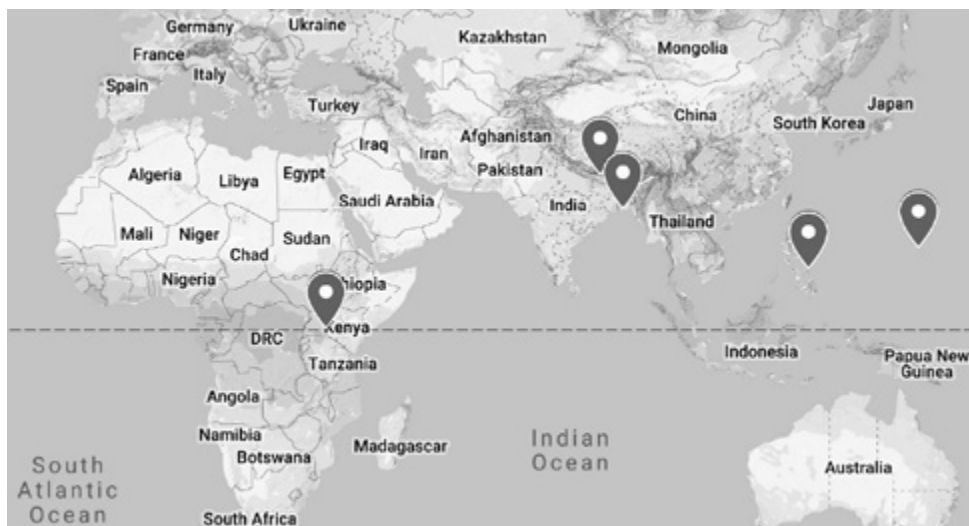 Germany
Ukraine
Kazakhstan
Mongolia
France
Italy
Spain
Turkey
Japan
China
South Korea
Afghanistan
Iraq
Iran
Pakistan
Algeria
Libya
Egypt
Saudi Arabia
India
Thailand
Mali
Niger
Sudan
Chad
Nigeria
hiopia
Kenya
DRC
Tanzania
Indonesia
Papua New
Guinea
Angola
Namibia
Botswana
Madagascar
Indian
Ocean
South
Atlantic
Ocean
Australia
South Africa